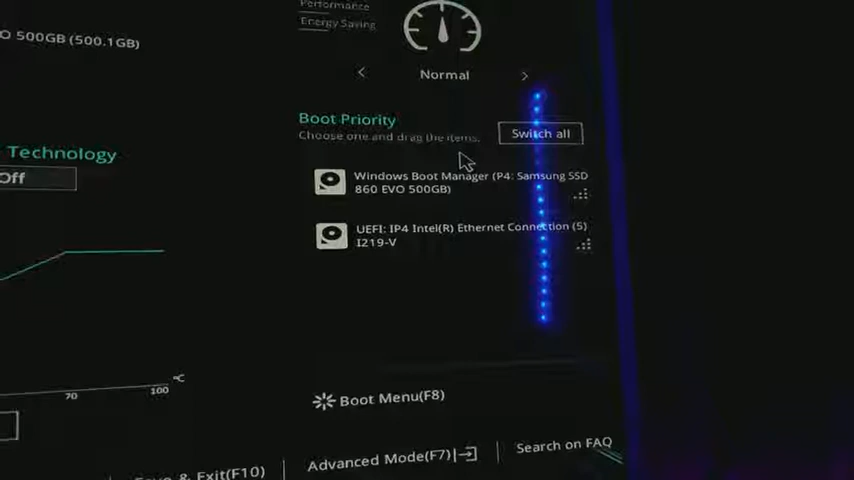 Performance
Energy Saving
O 500GB (500.1GB)
Normal
Boot Priority
Choose one and drag the items.
Switch all
Technology
Off
Windows Boot Manager (P4: Samsung SSD
860 EVO 500GB)
UEFI: IP4 Intel(R) Ethernet Connection (5)
I219-V
°C
70
100
Boot Menu(F8)
& Exit(F10)
Advanced Mode(F7)
Search on FAQ